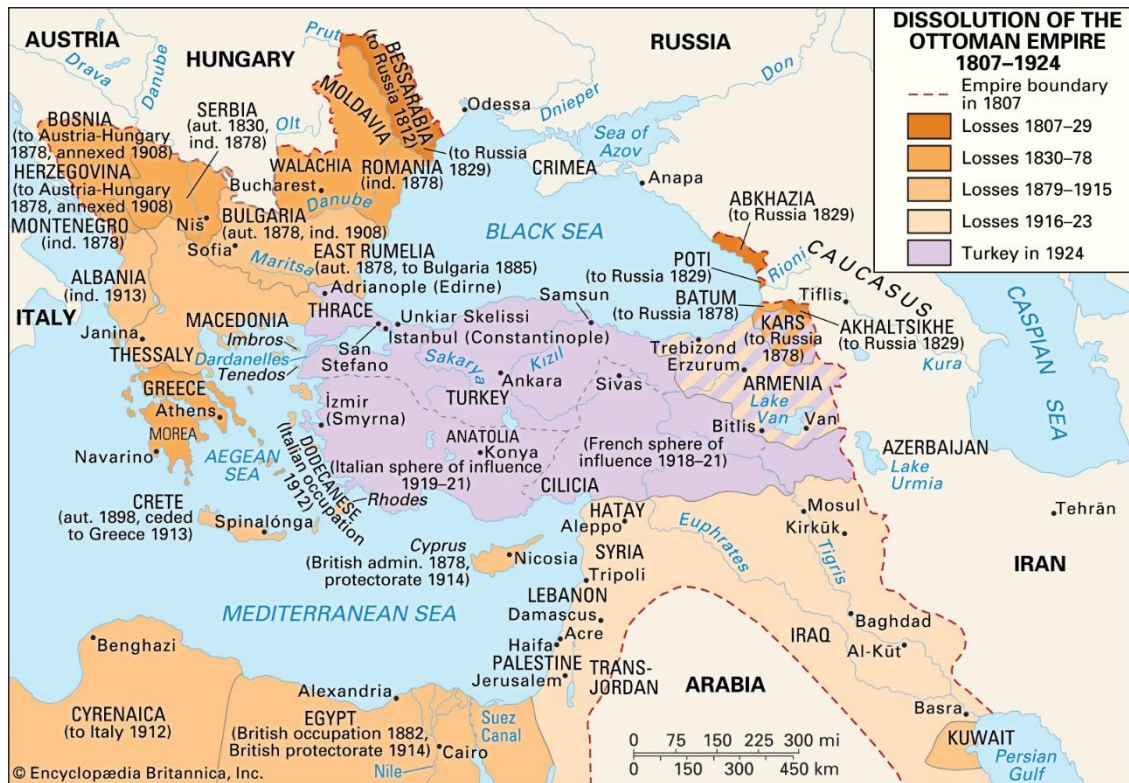 DISSOLUTION OF THE
OTTOMAN EMPIRE
1807–1924
Empire boundary
in 1807
Losses 1807–29
Losses 1830–78
Losses 1879–1915
Losses 1916–23
Turkey in 1924
AUSTRIA
Drava
Danube
HUNGARY
Prut
BESSARABIA
(to Russia 1812)
MOLDAVIA
RUSSIA
Don
Dnieper
Odessa
Sea of
Azov
CRIMEA
Anapa
(to Russia
1829)
BOSNIA
(to Austria-Hungary
1878, annexed 1908)
HERZEGOVINA
(to Austria-Hungary
1878, annexed 1908)
MONTENEGRO
(ind. 1878)
SERBIA
(aut. 1830,
ind. 1878)
Olt
WALACHIA
Bucharest
ROMANIA
(ind. 1878)
Danube
Niš
Sofia
BULGARIA
(aut. 1878, ind. 1908)
EAST RUMELIA
(aut. 1878, to Bulgaria 1885)
Maritsa
Adrianople (Edirne)
BLACK SEA
ABKHAZIA
(to Russia 1829)
POTI
(to Russia 1829)
Rioni
CAUCASUS
BATUM
(to Russia 1878)
Tiflis
AKHALTSIKHE
(to Russia 1829)
KARS
(to Russia
1878)
Kura
CASPIAN
SEA
ALBANIA
(ind. 1913)
ITALY
Janina
MACEDONIA
THESSALY
Imbros
Dardanelles
Tenedos
THRACE
San
Stefano
Unkiar Skelissi
Istanbul (Constantinople)
Samsun
Sakarya
Kızıl
Ankara
TURKEY
Sivas
Trebizond
Erzurum
ARMENIA
Lake
Van
Van
Bitlis
GREECE
Athens
MOREA
Navarino
AEGEAN
SEA
İzmir
(Smyrna)
DODECANESE
(Italian occupation
1912)
Rhodes
ANATOLIA
Konya
(Italian sphere of influence
1919–21)
(French sphere of
influence 1918–21)
CILICIA
AZERBAIJAN
Lake
Urmia
Tehrān
IRAN
CRETE
(aut. 1898, ceded
to Greece 1913)
Spinalónga
Cyprus
(British admin. 1878,
protectorate 1914)
Nicosia
HATAY
Aleppo
SYRIA
Tripoli
LEBANON
Damascus
Acre
Haifa
PALESTINE
Jerusalem
TRANS-
JORDAN
Euphrates
Mosul
Kirkūk
Tigris
Baghdad
IRAQ
Al-Kūt
Basra
KUWAIT
Persian
Gulf
ARABIA
MEDITERRANEAN SEA
Benghazi
CYRENAICA
(to Italy 1912)
Alexandria
EGYPT
(British occupation 1882,
British protectorate 1914)
Suez
Canal
Cairo
Nile
0 75 150 225 300 mi
0 150 300 450 km
© Encyclopædia Britannica, Inc.